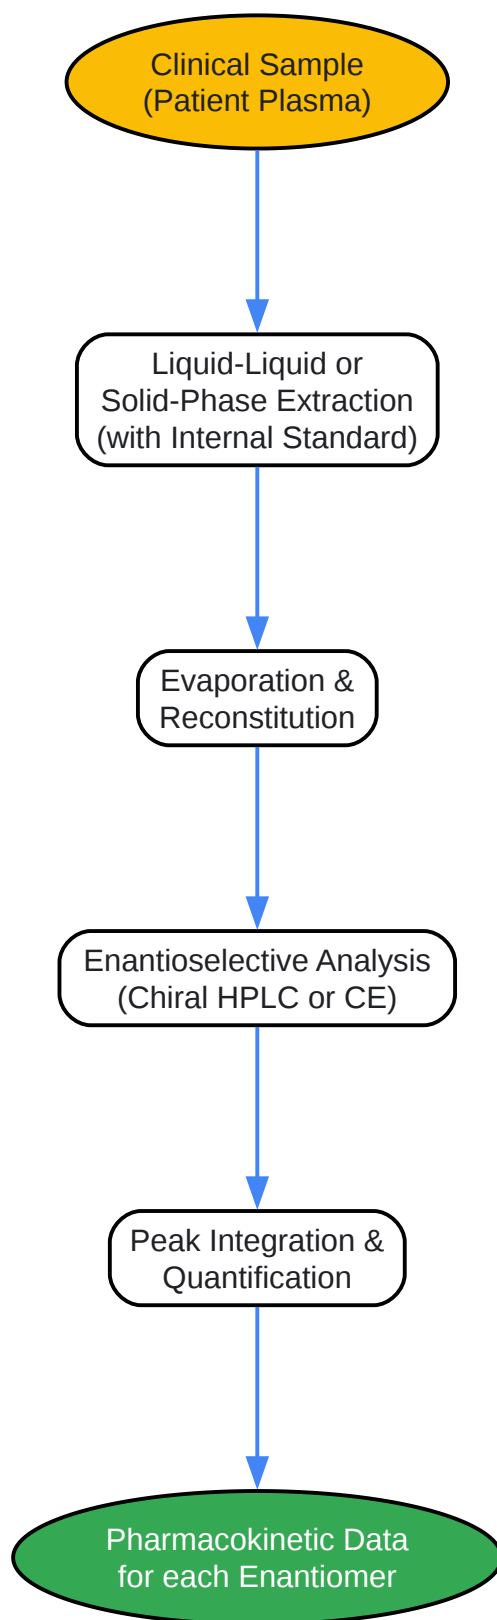 Clinical Sample
(Patient Plasma)
Liquid-Liquid or
Solid-Phase Extraction
(with Internal Standard)
Evaporation &
Reconstitution
Enantioselective Analysis
(Chiral HPLC or CE)
Peak Integration &
Quantification
Pharmacokinetic Data
for each Enantiomer